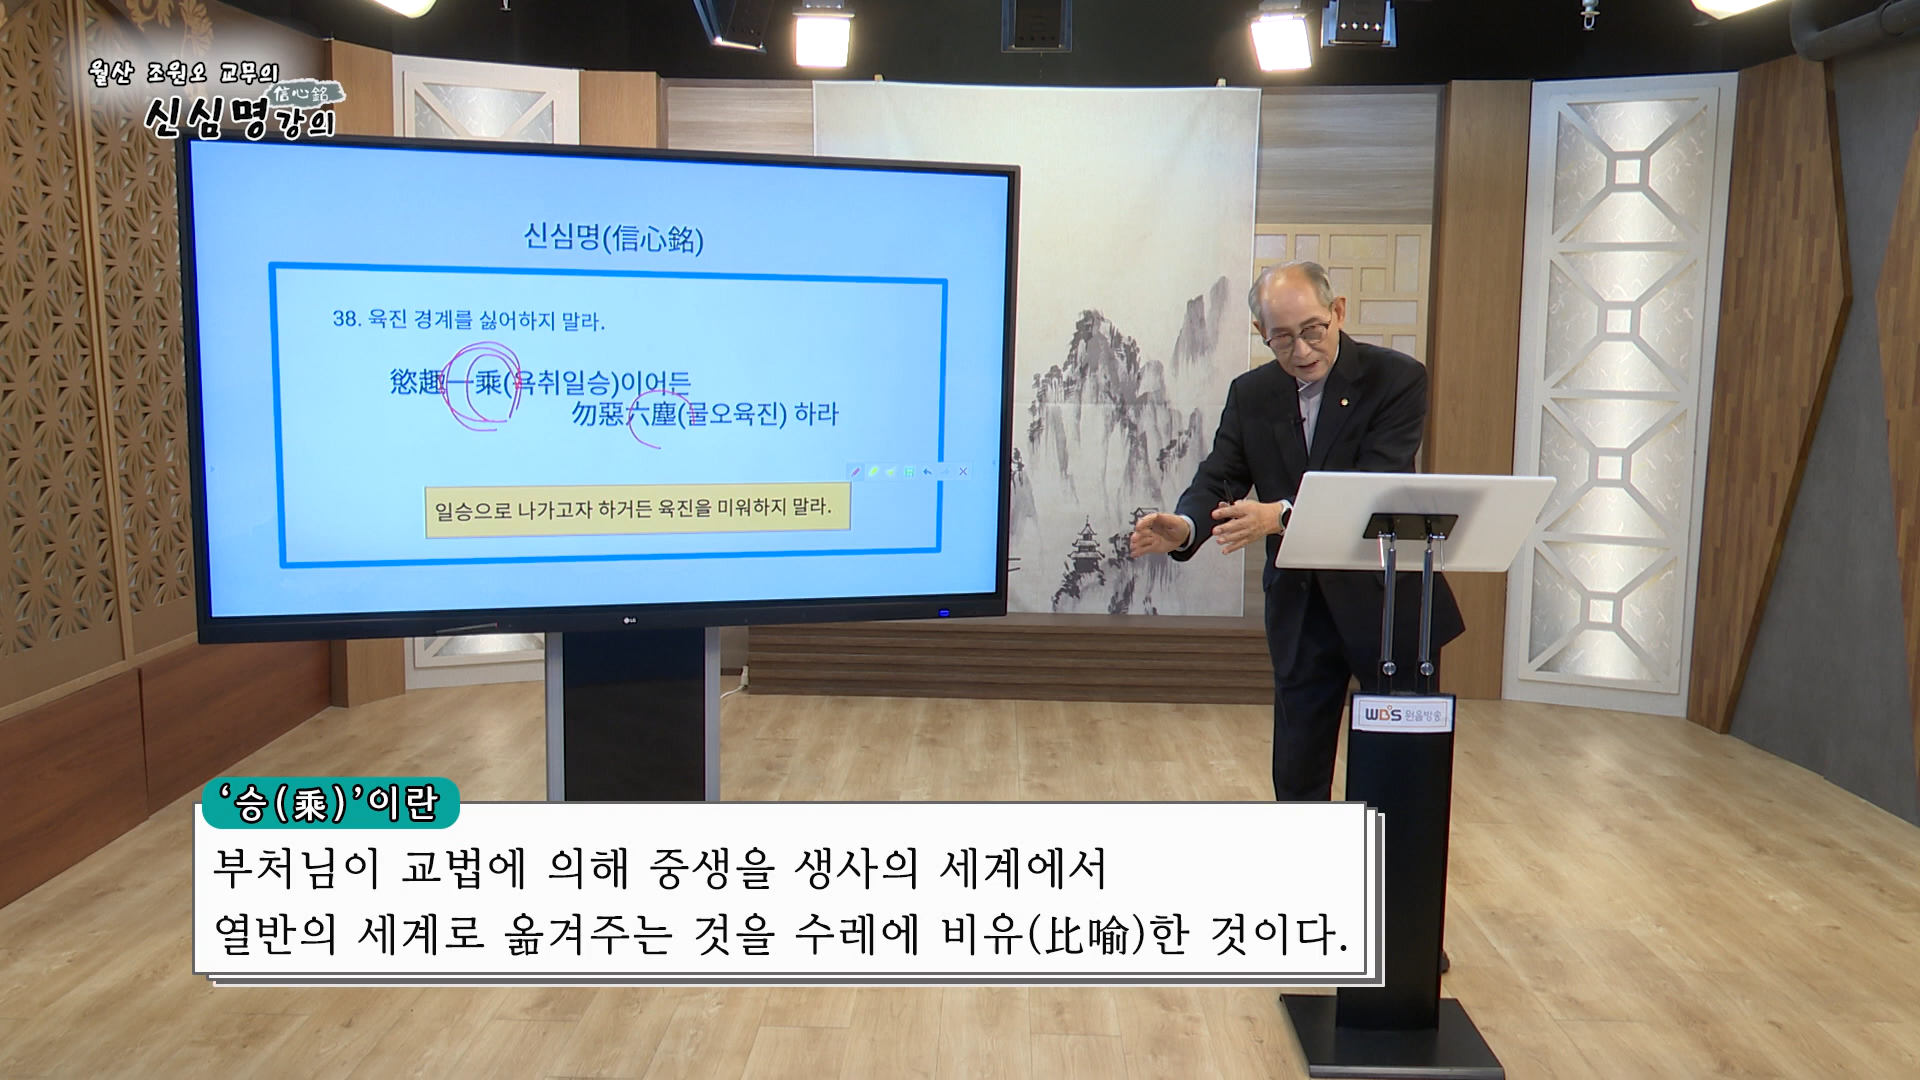 월산 조원오 교무의
신심명 信心銘 강의
신심명(信心銘)
38. 육진 경계를 싫어하지 말라.
慾趣一乘(욕취일승)이어든
勿惡六塵(물오육진) 하라
일승으로 나가고자 하거든 육진을 미워하지 말라.
LG
WBS 원음방송
‘승(乘)’이란
부처님이 교법에 의해 중생을 생사의 세계에서
열반의 세계로 옮겨주는 것을 수레에 비유(比喩)한 것이다.